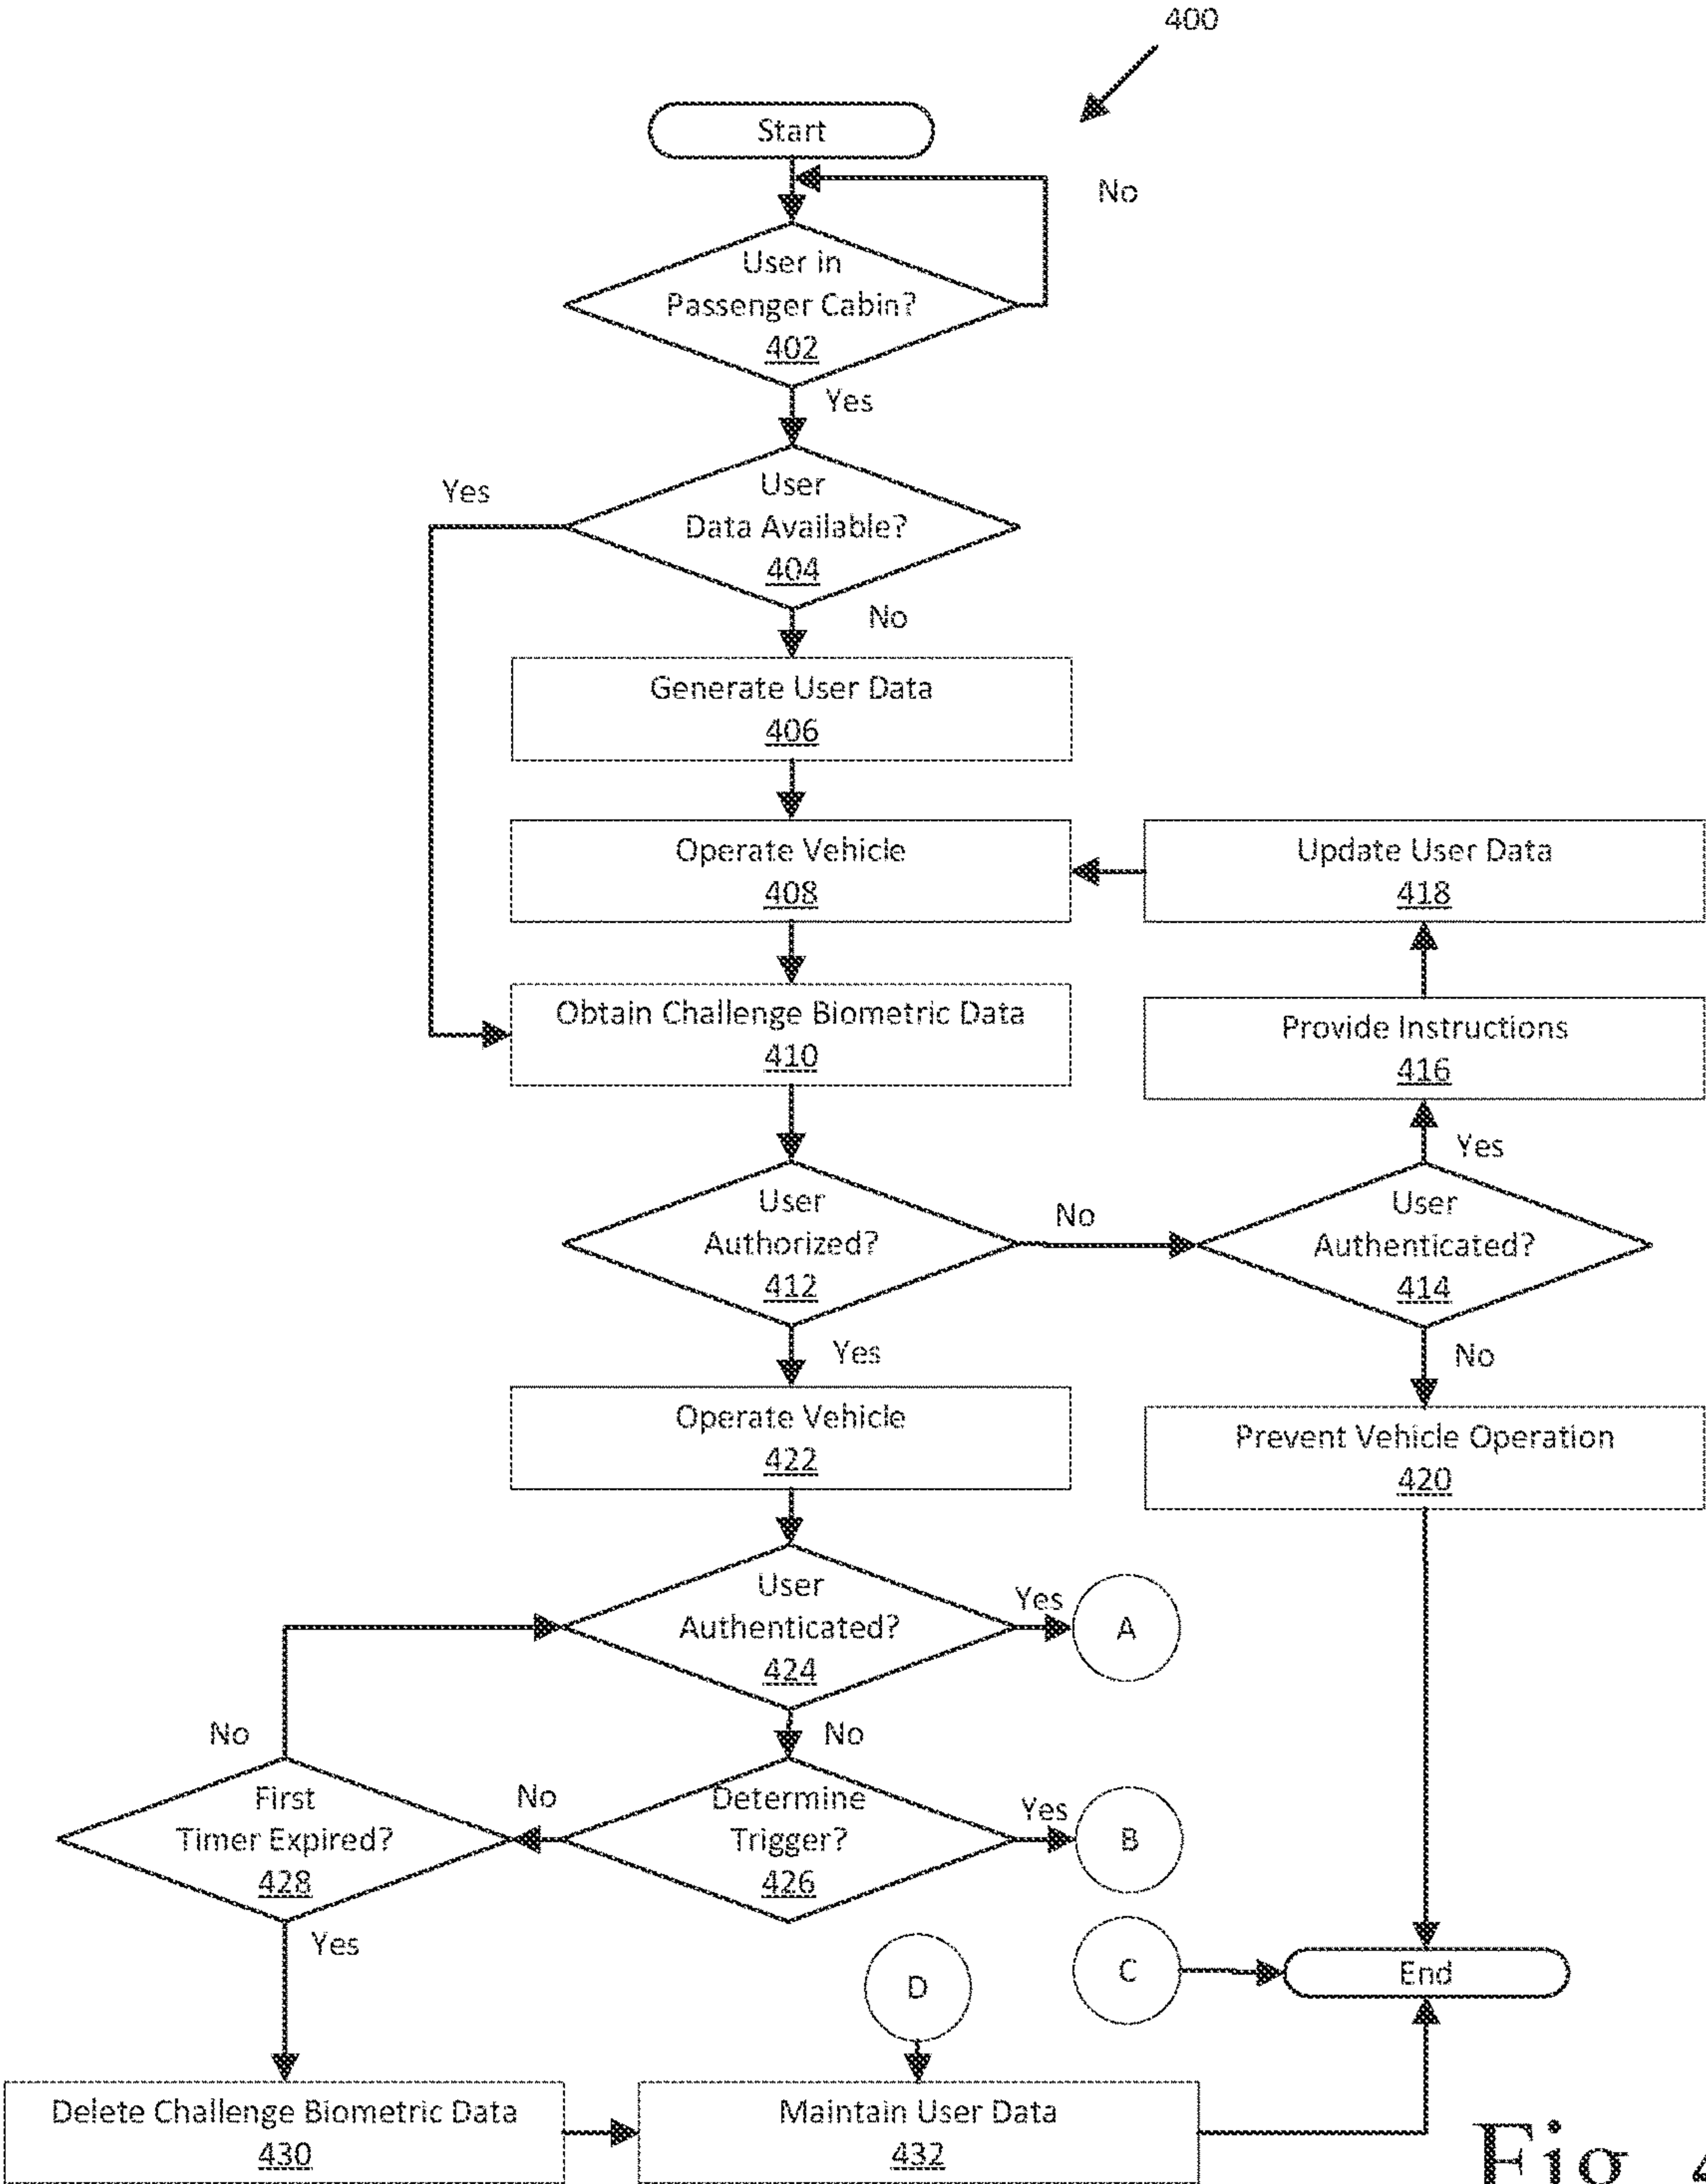 400
Start
No
User in
Passenger Cabin?
402
Yes
User
Data Available?
404
Yes
No
Generate User Data
406
Operate Vehicle
408
Update User Data
418
Obtain Challenge Biometric Data
410
Provide Instructions
416
Yes
User
Authorized?
412
No
User
Authenticated?
414
Yes
No
Operate Vehicle
422
Prevent Vehicle Operation
420
User
Authenticated?
424
Yes
A
No
No
First
Timer Expired?
428
No
Determine
Trigger?
426
Yes
B
Yes
D
C
End
Delete Challenge Biometric Data
430
Maintain User Data
432
Fig